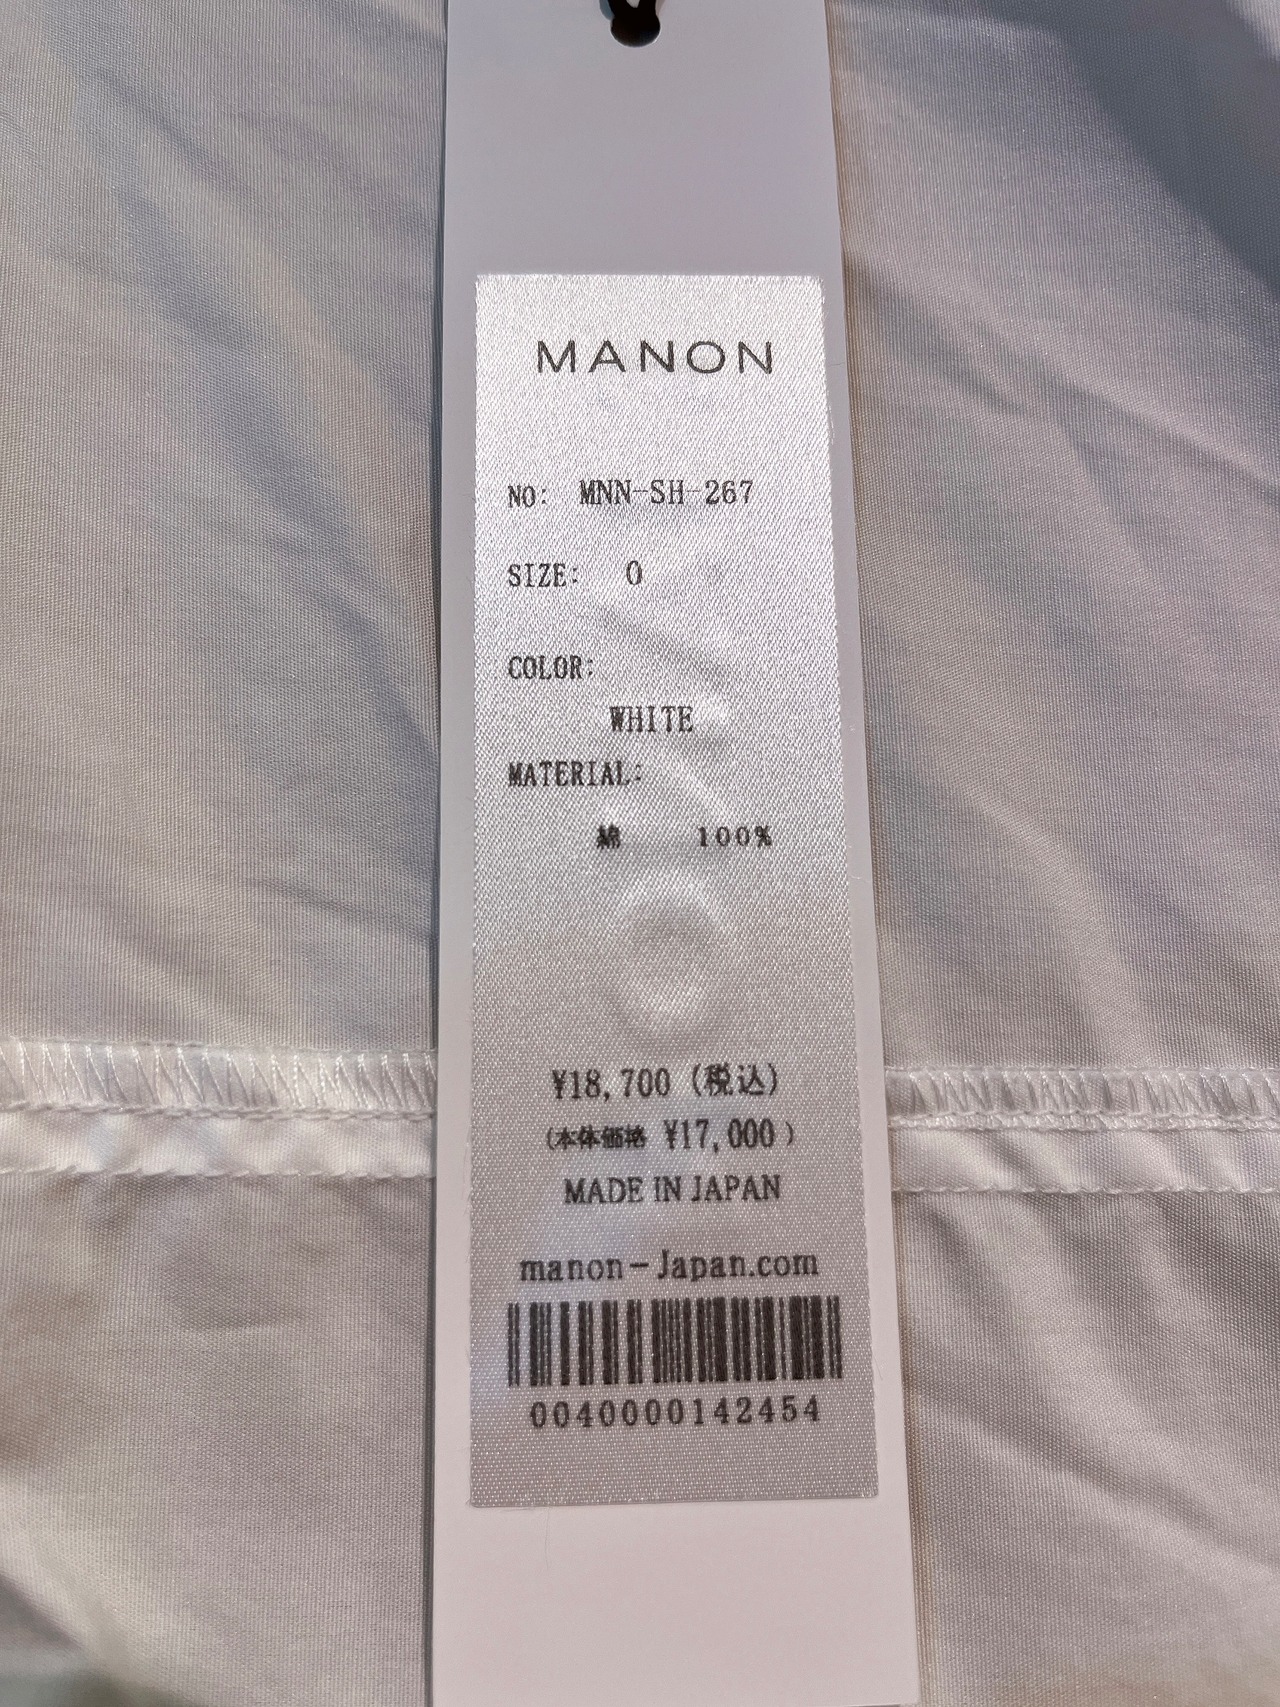 MANON
NO: MNN-SH-267
SIZE: 0
COLOR:
WHITE
MATERIAL:
綿 100%
¥18,700 (税込)
(本体価格 ¥17,000)
MADE IN JAPAN
manon-Japan.com
0040000142454